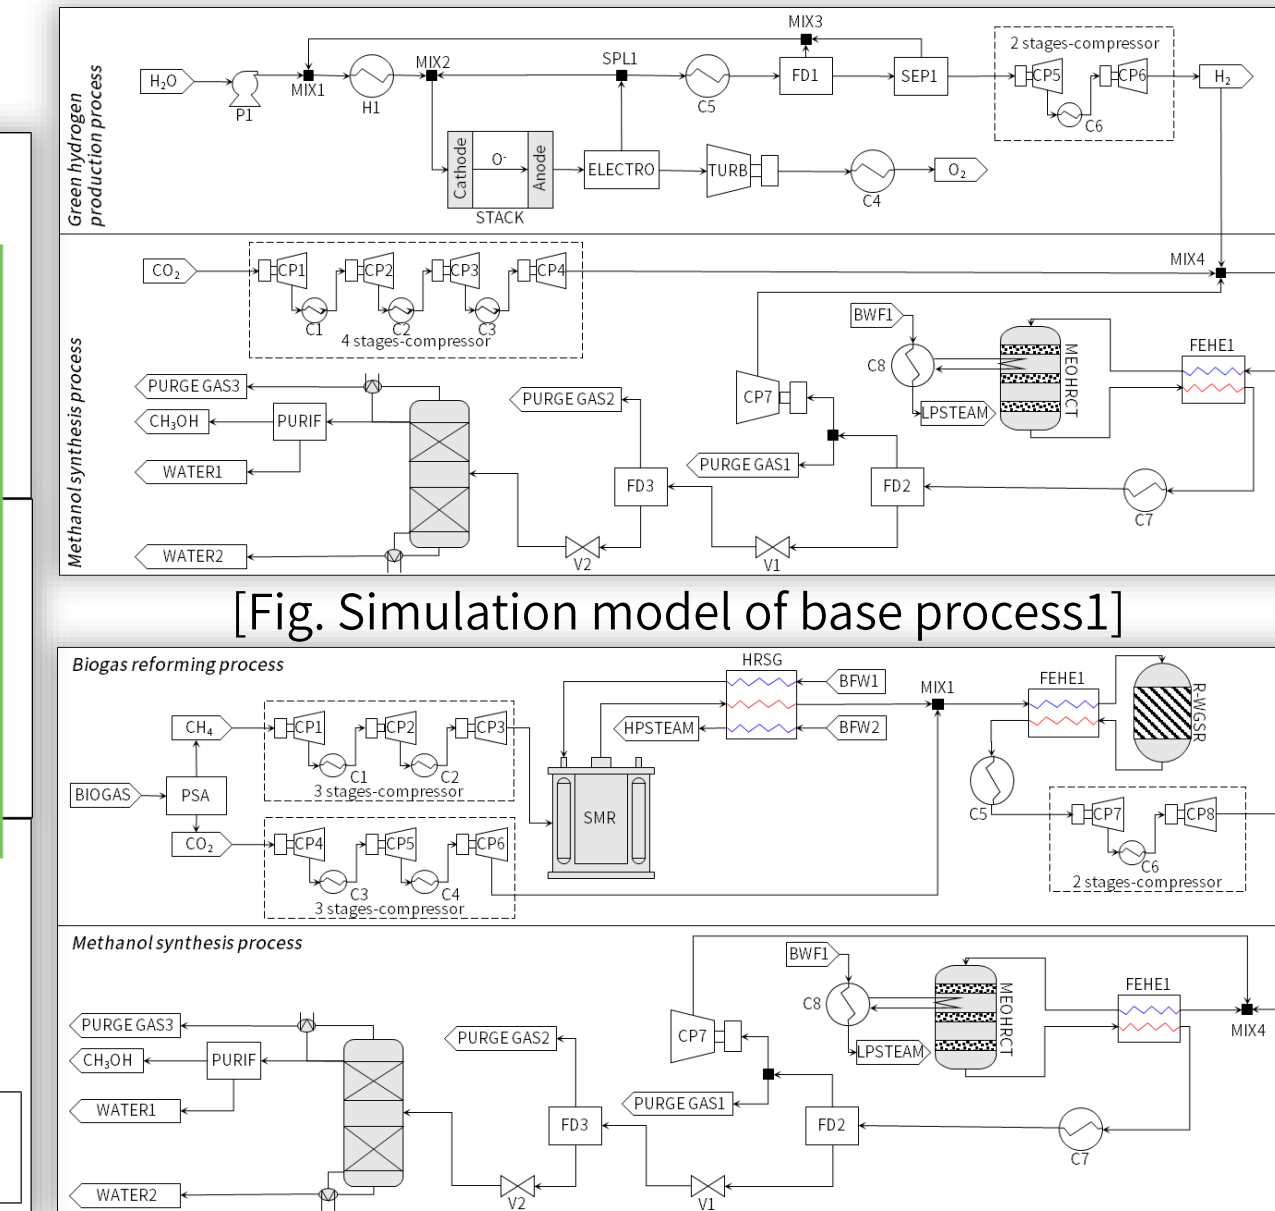 Green hydrogen
production process
H₂O
P1
MIX1
H1
MIX2
SPL1
C5
MIX3
FD1
SEP1
2 stages-compressor
CP5
CP6
C6
H₂
Cathode
O⁻
Anode
STACK
ELECTRO
TURB
C4
O₂
Methanol synthesis process
CO₂
CP1
CP2
CP3
CP4
C1
C2
C3
4 stages-compressor
MIX4
BWF1
C8
LPSTEAM
MEOHRCT
FEHE1
CP7
PURGE GAS3
CH₃OH
PURIF
WATER1
WATER2
PURGE GAS2
PURGE GAS1
FD3
FD2
C7
V2
V1
[Fig. Simulation model of base process1]
Biogas reforming process
BIOGAS
PSA
CH₄
CO₂
CP1
CP2
CP3
C1
C2
3 stages-compressor
CP4
CP5
CP6
C3
C4
3 stages-compressor
SMR
HRSG
BFW1
BFW2
HPSTEAM
MIX1
FEHE1
R-WGSR
C5
CP7
CP8
C6
2 stages-compressor
Methanol synthesis process
BWF1
C8
LPSTEAM
MEOHRCT
FEHE1
MIX4
CP7
PURGE GAS3
CH₃OH
PURIF
WATER1
WATER2
PURGE GAS2
PURGE GAS1
FD3
FD2
C7
V2
V1